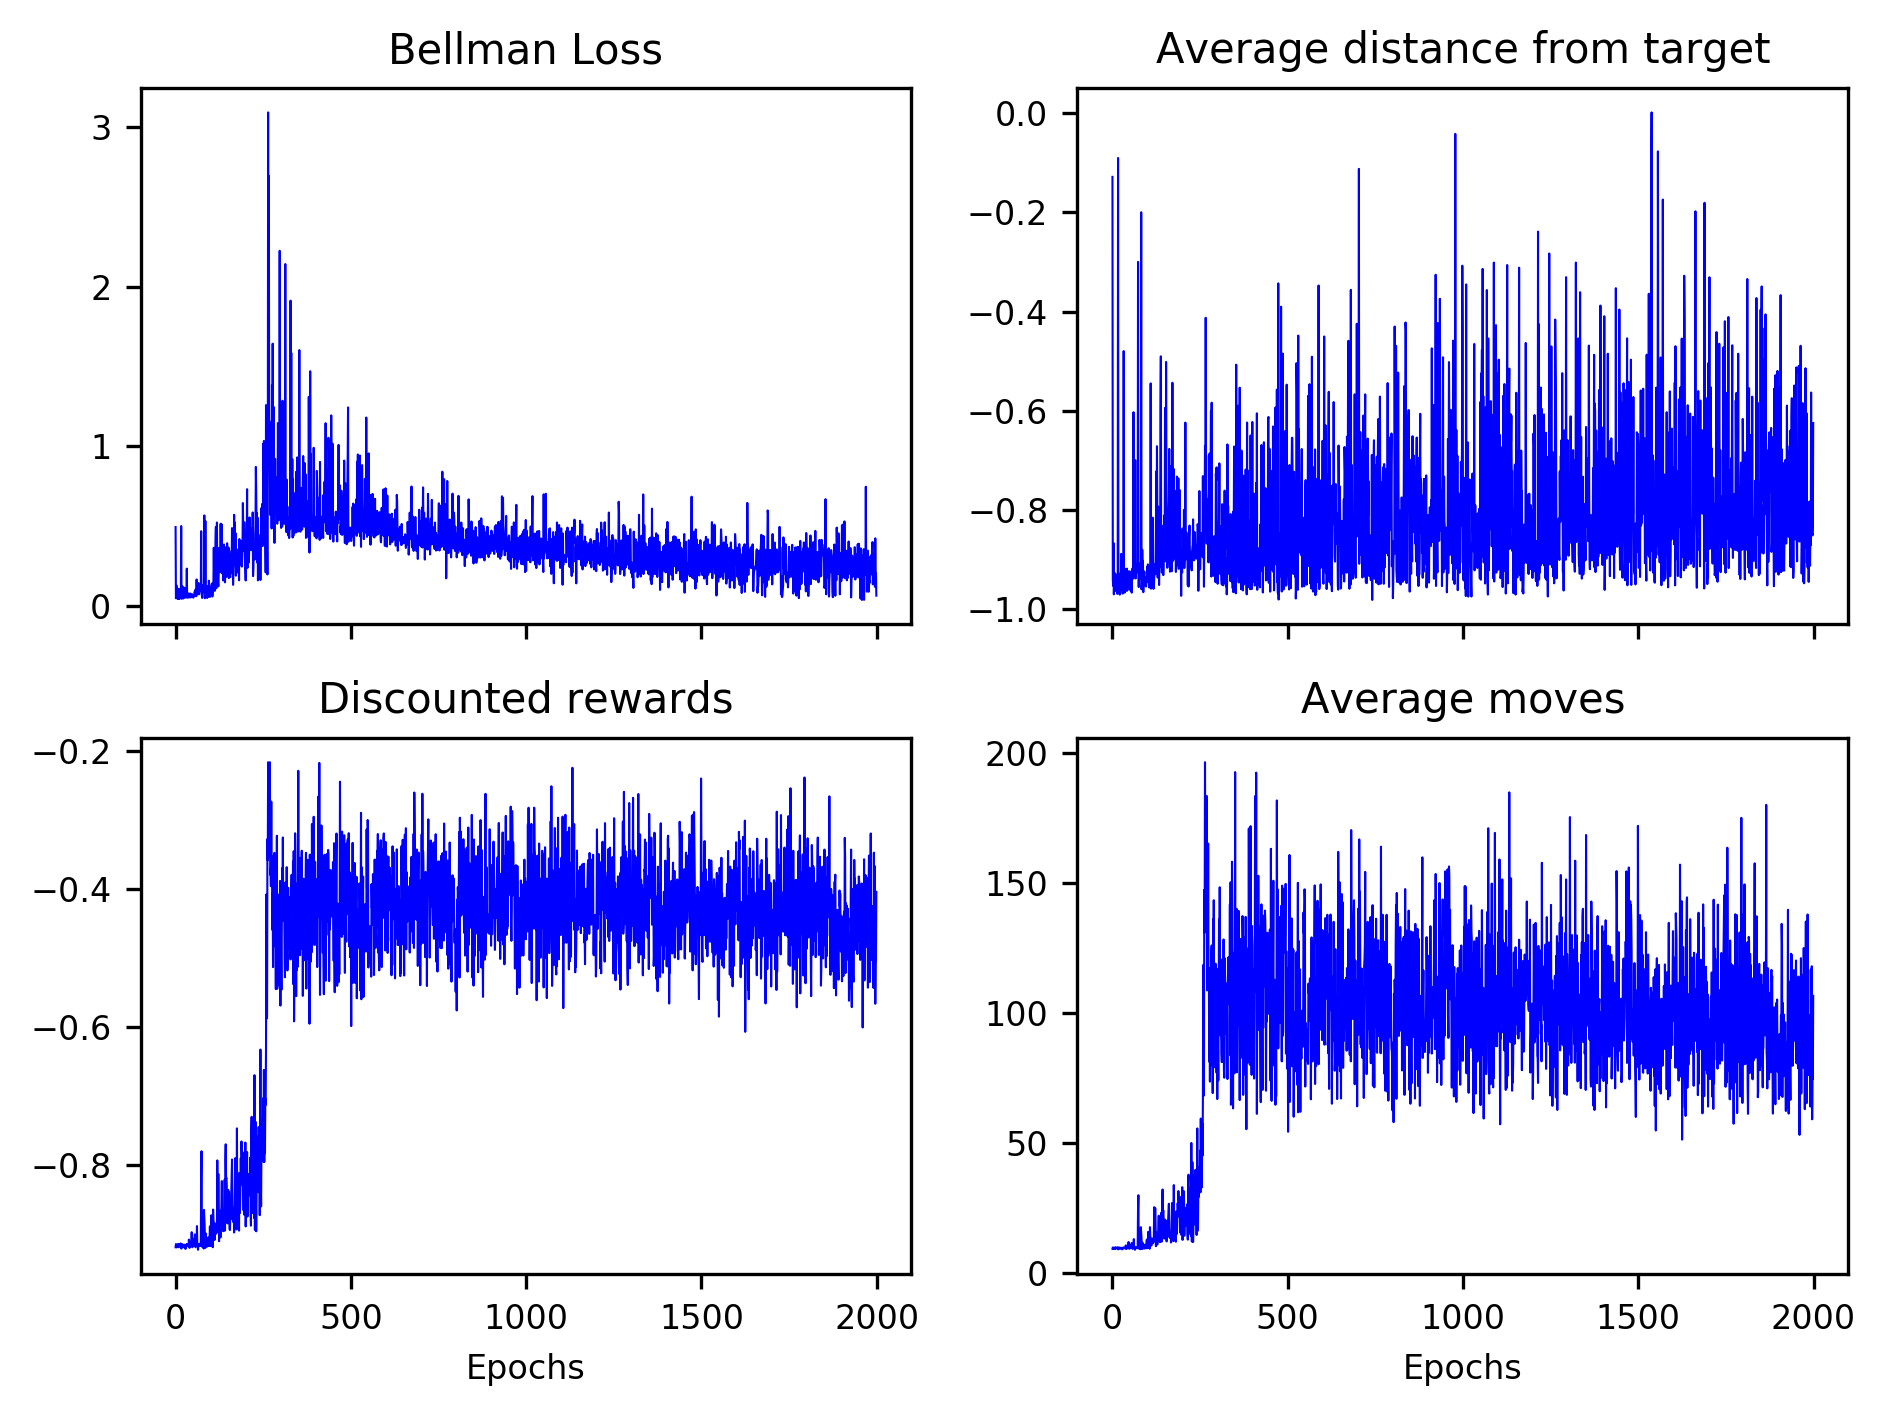 Bellman Loss
3
2
1
0
Average distance from target
0.0
−0.2
−0.4
−0.6
−0.8
−1.0
Discounted rewards
−0.2
−0.4
−0.6
−0.8
0 500 1000 1500 2000
Epochs
Average moves
200
150
100
50
0
0 500 1000 1500 2000
Epochs